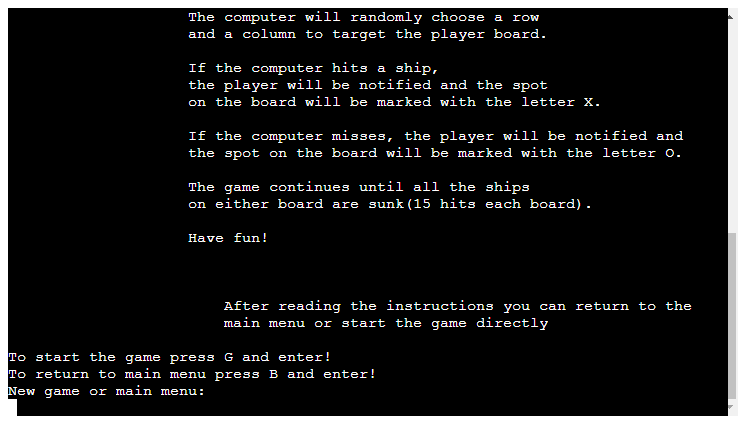 The computer will randomly choose a row
and a column to target the player board.
If the computer hits a ship,
the player will be notified and the spot
on the board will be marked with the letter X.
If the computer misses, the player will be notified and
the spot on the board will be marked with the letter O.
The game continues until all the ships
on either board are sunk(15 hits each board).
Have fun!
After reading the instructions you can return to the
main menu or start the game directly
To start the game press G and enter!
To return to main menu press B and enter!
New game or main menu: